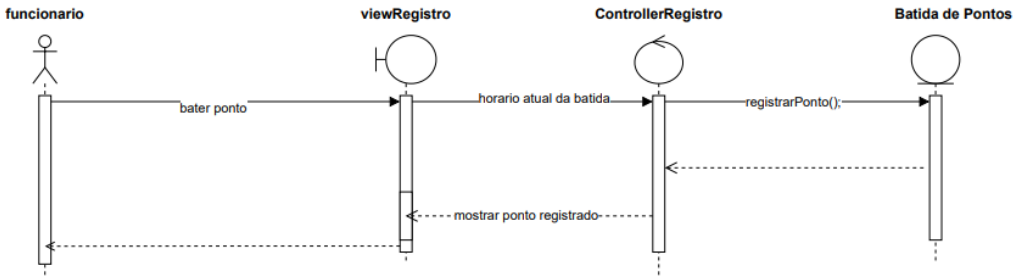 funcionario
viewRegistro
ControllerRegistro
Batida de Pontos
bater ponto
horario atual da batida
registrarPonto();
mostrar ponto registrado